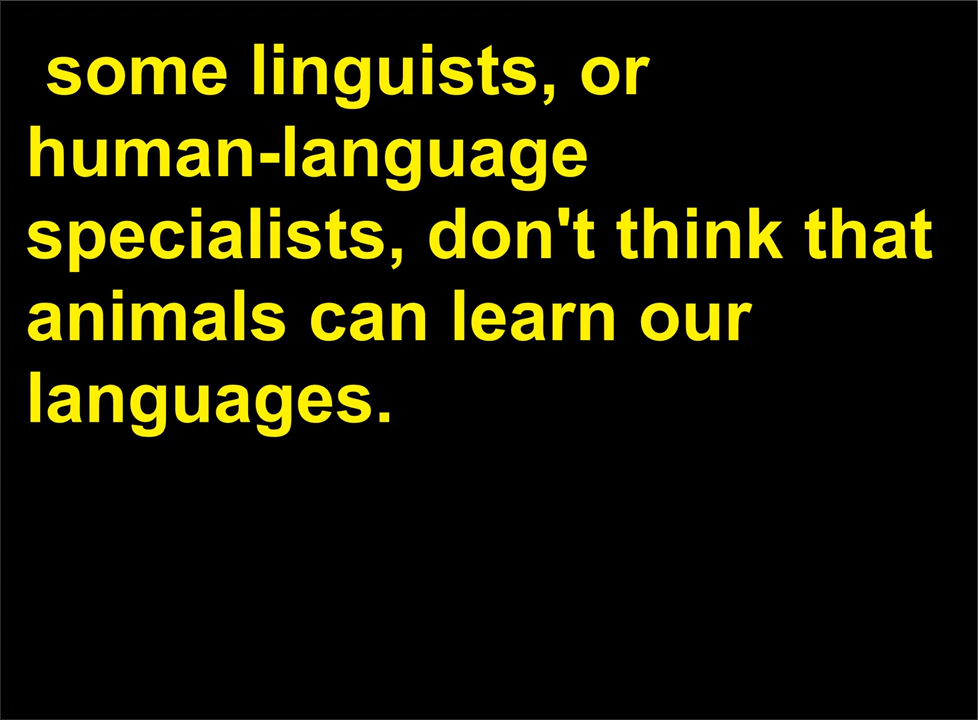 some linguists, or
human-language
specialists, don't think that
animals can learn our
languages.